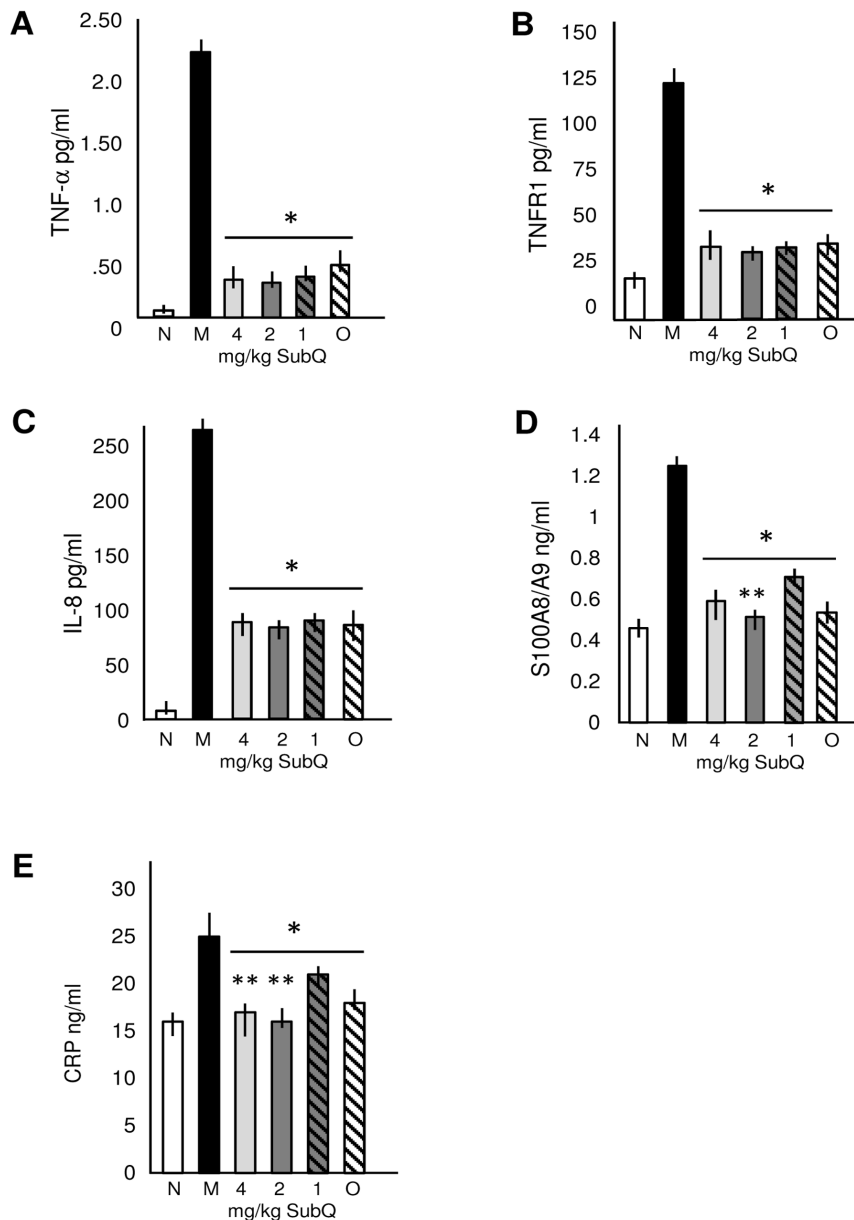 A
TNF-α pg/ml
2.50
2.0
1.50
1.0
.50
0
*
N M 4 2 1 O
mg/kg SubQ
B
TNFR1 pg/ml
150
125
100
75
50
25
0
*
N M 4 2 1 O
mg/kg SubQ
C
IL-8 pg/ml
250
200
150
100
50
0
*
N M 4 2 1 O
mg/kg SubQ
D
S100A8/A9 ng/ml
1.4
1.2
1
0.8
0.6
0.4
0.2
0
*
**
N M 4 2 1 O
mg/kg SubQ
E
CRP ng/ml
30
25
20
15
10
5
0
*
** **
N M 4 2 1 O
mg/kg SubQ